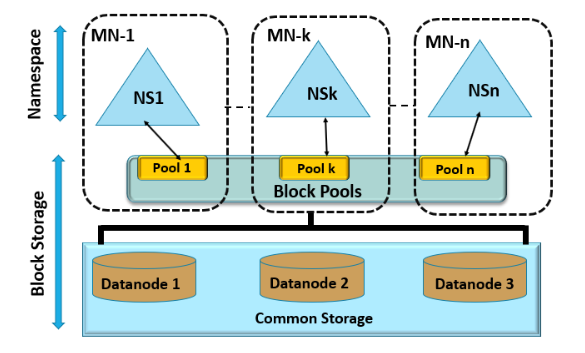 MN-1
MN-k
MN-n
Namespace
NS1
NSk
NSn
Pool 1
Pool k
Pool n
Block Pools
Block Storage
Datanode 1
Datanode 2
Datanode 3
Common Storage